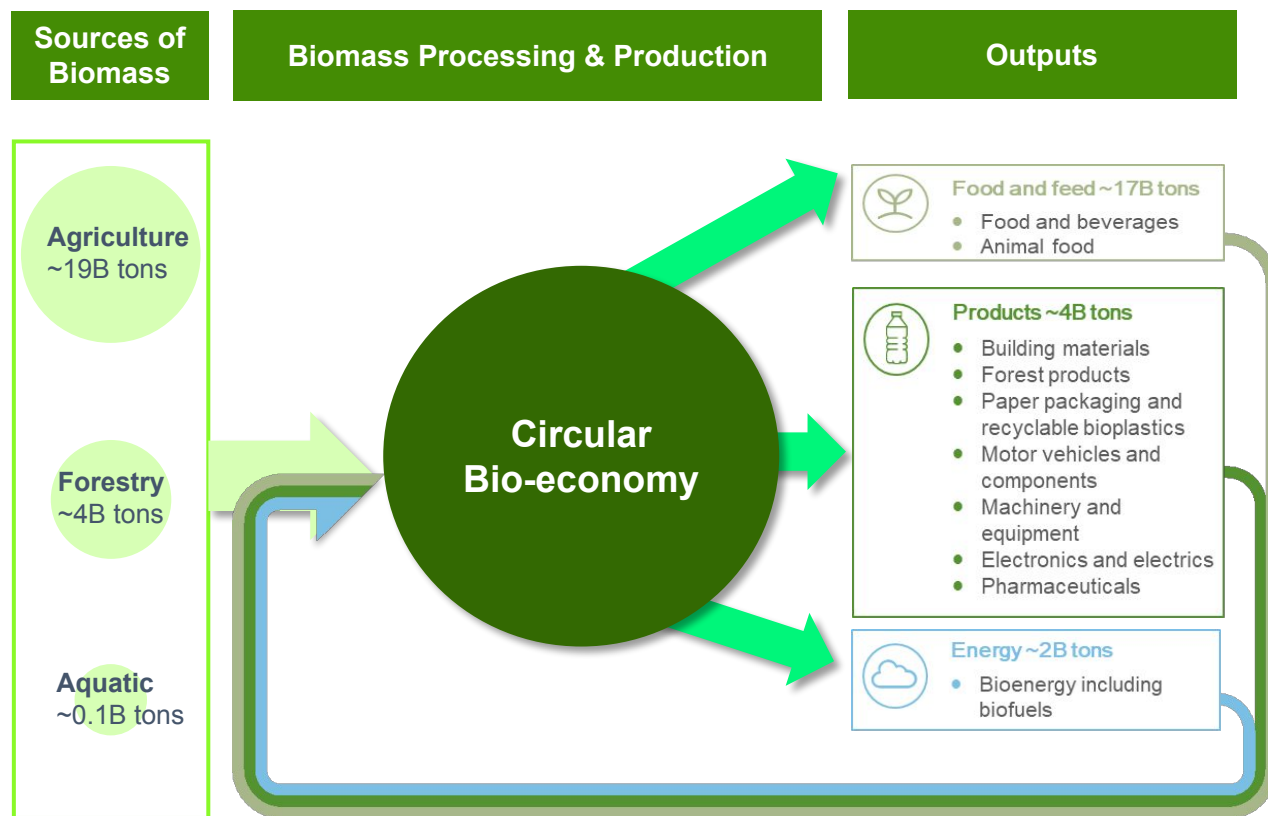 Sources of
Biomass
Biomass Processing & Production
Outputs
Agriculture
~19B tons
Forestry
~4B tons
Aquatic
~0.1B tons
Circular
Bio-economy
Food and feed ~17B tons
• Food and beverages
• Animal food
Products ~4B tons
• Building materials
• Forest products
• Paper packaging and
recyclable bioplastics
• Motor vehicles and
components
• Machinery and
equipment
• Electronics and electrics
• Pharmaceuticals
Energy ~2B tons
• Bioenergy including
biofuels